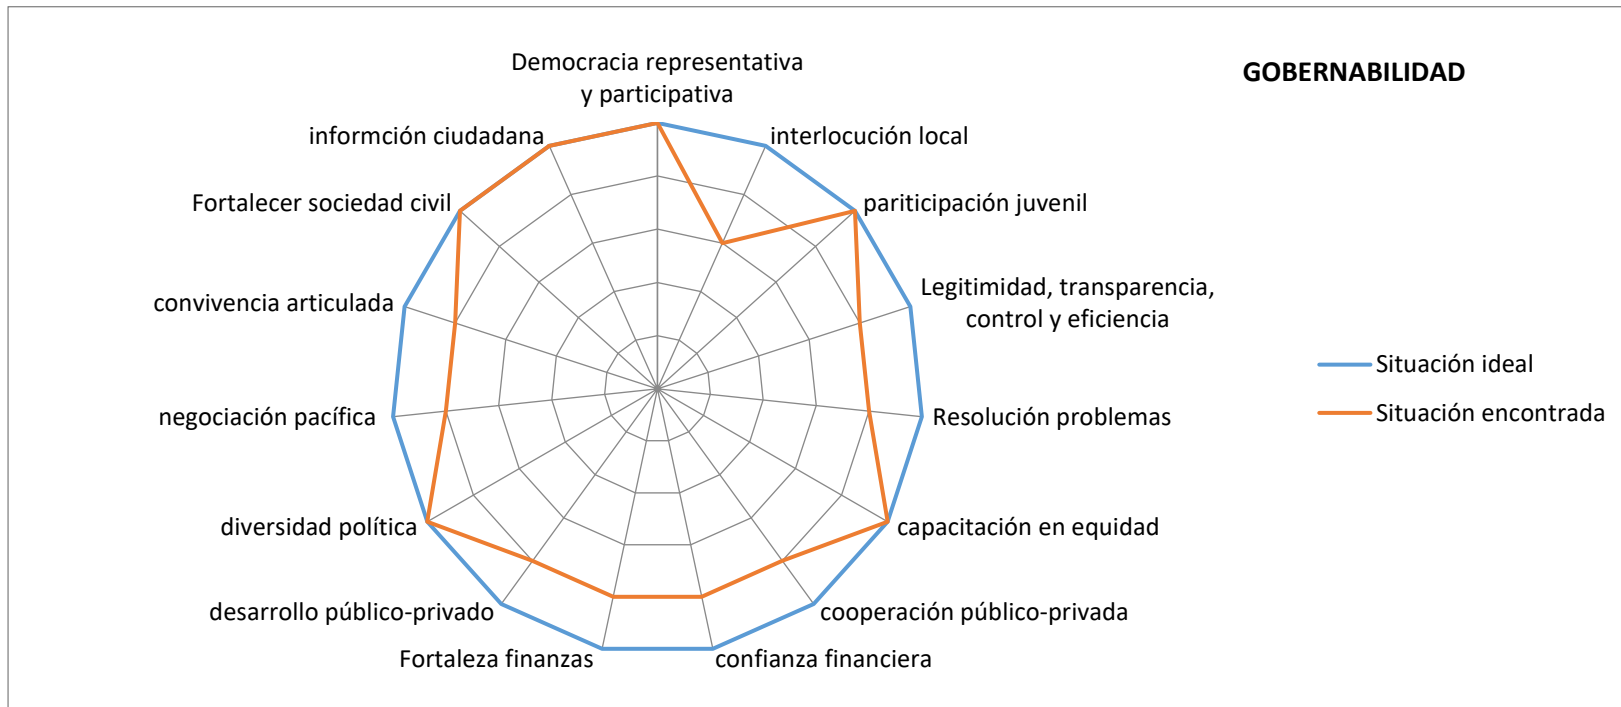 GOBERNABILIDAD
Democracia representativa
y participativa
interlocución local
pariticipación juvenil
Legitimidad, transparencia,
control y eficiencia
Resolución problemas
capacitación en equidad
cooperación público-privada
confianza financiera
Fortaleza finanzas
desarrollo público-privado
diversidad política
negociación pacífica
convivencia articulada
Fortalecer sociedad civil
informción ciudadana
Situación ideal
Situación encontrada